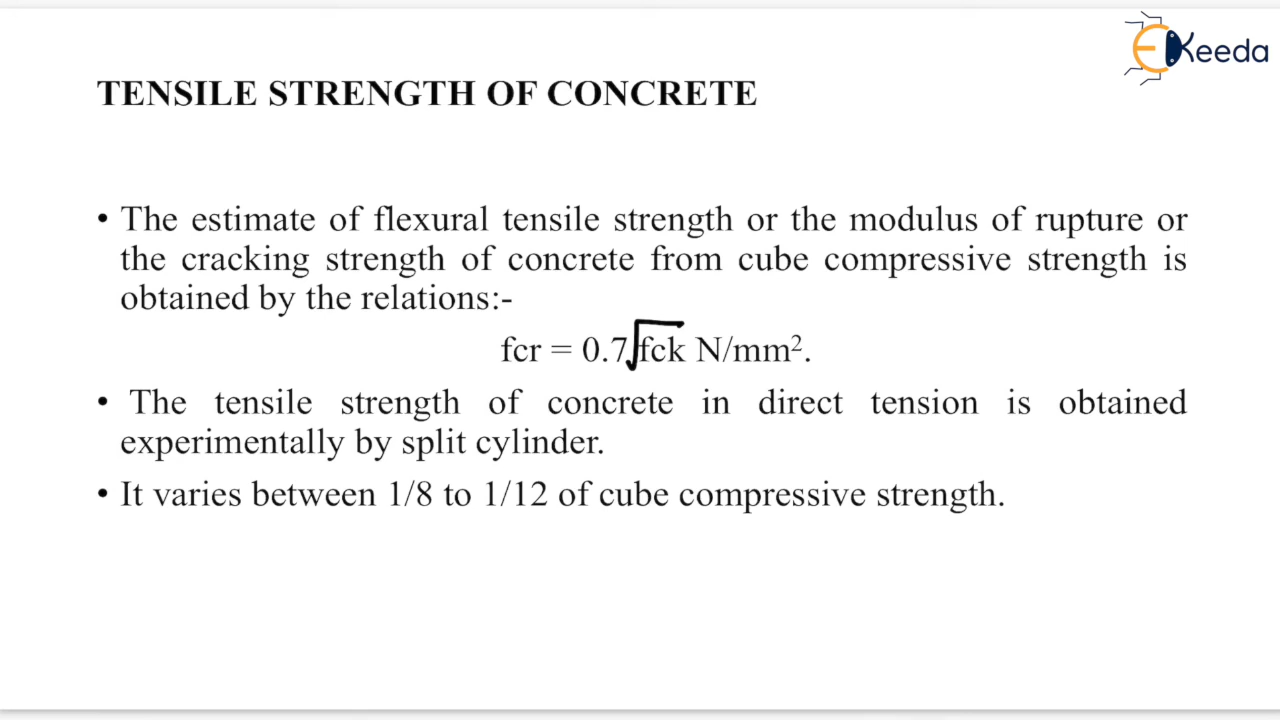 EKeeda
TENSILE STRENGTH OF CONCRETE
• The estimate of flexural tensile strength or the modulus of rupture or
the cracking strength of concrete from cube compressive strength is
obtained by the relations:-
fcr = 0.7√fck N/mm².
• The tensile strength of concrete in direct tension is obtained
experimentally by split cylinder.
• It varies between 1/8 to 1/12 of cube compressive strength.